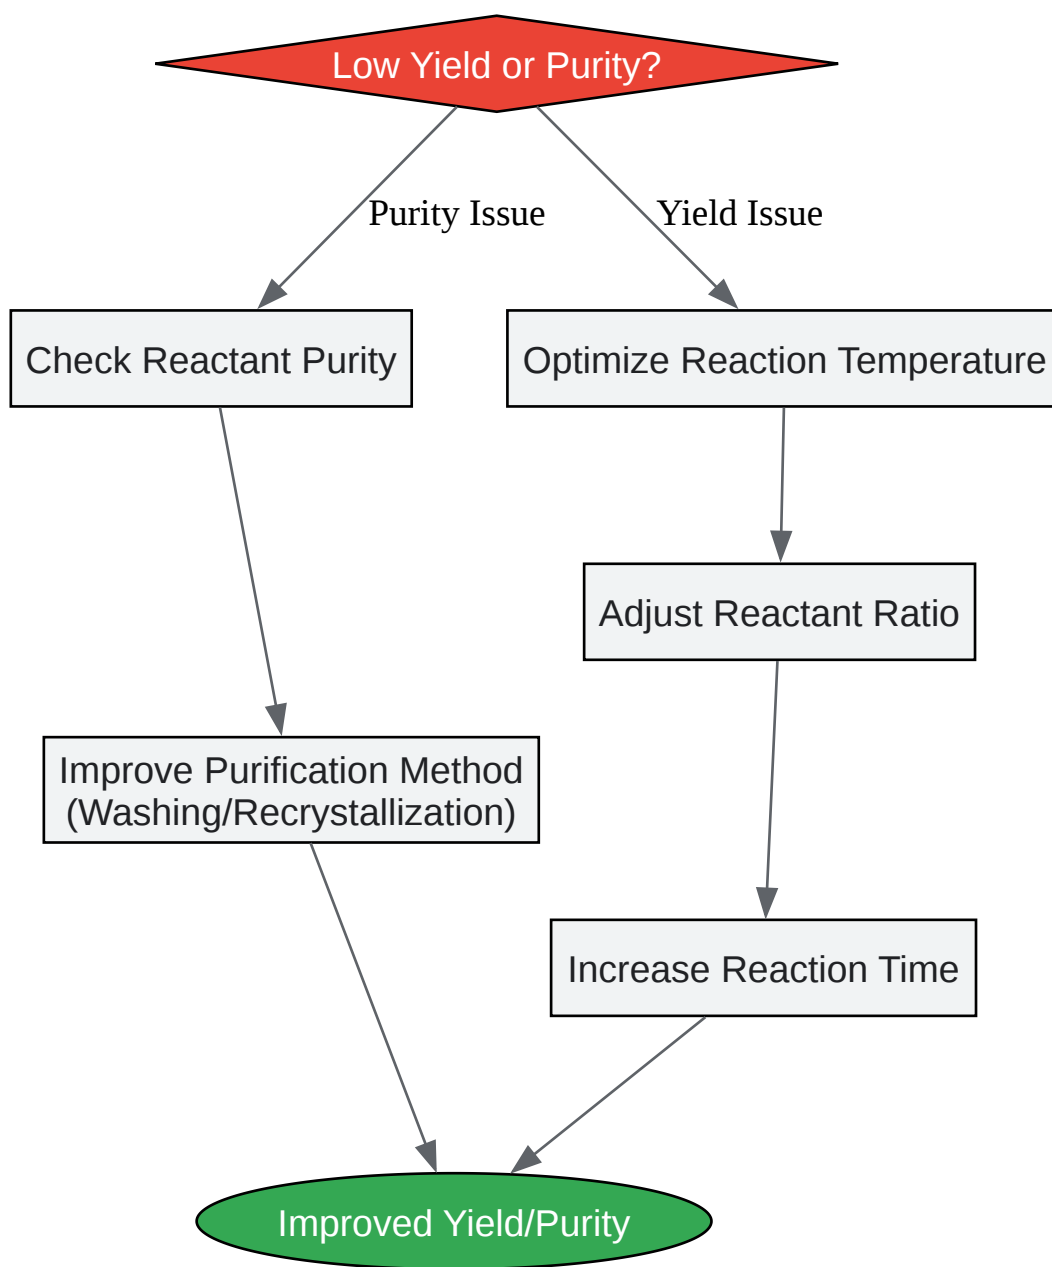 Low Yield or Purity?
Purity Issue
Yield Issue
Check Reactant Purity
Optimize Reaction Temperature
Adjust Reactant Ratio
Improve Purification Method
(Washing/Recrystallization)
Increase Reaction Time
Improved Yield/Purity